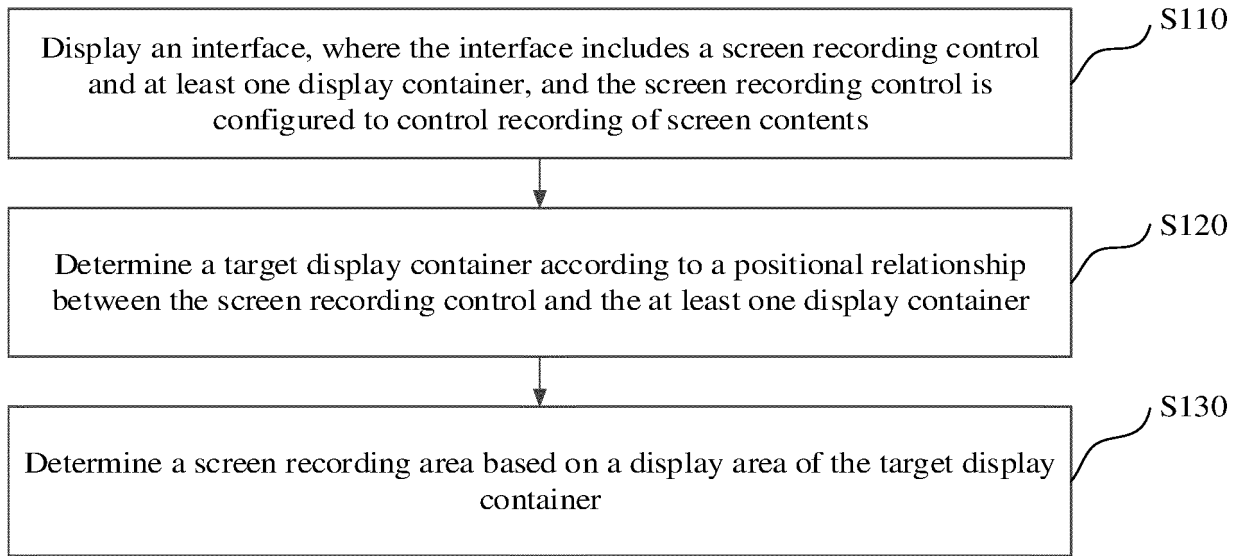 S110
Display an interface, where the interface includes a screen recording control
and at least one display container, and the screen recording control is
configured to control recording of screen contents
S120
Determine a target display container according to a positional relationship
between the screen recording control and the at least one display container
S130
Determine a screen recording area based on a display area of the target display
container